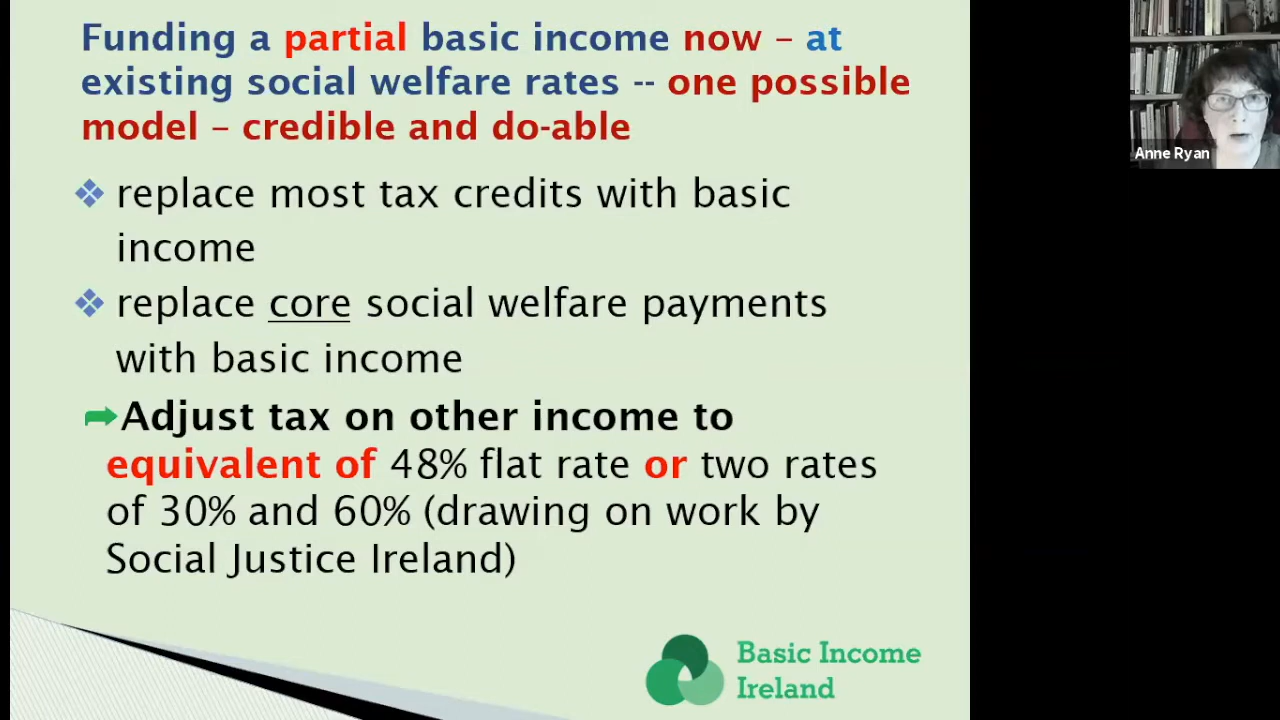 Funding a partial basic income now – at
existing social welfare rates -- one possible
model – credible and do-able
replace most tax credits with basic
income
replace core social welfare payments
with basic income
Adjust tax on other income to
equivalent of 48% flat rate or two rates
of 30% and 60% (drawing on work by
Social Justice Ireland)
Basic Income
Ireland
Anne Ryan